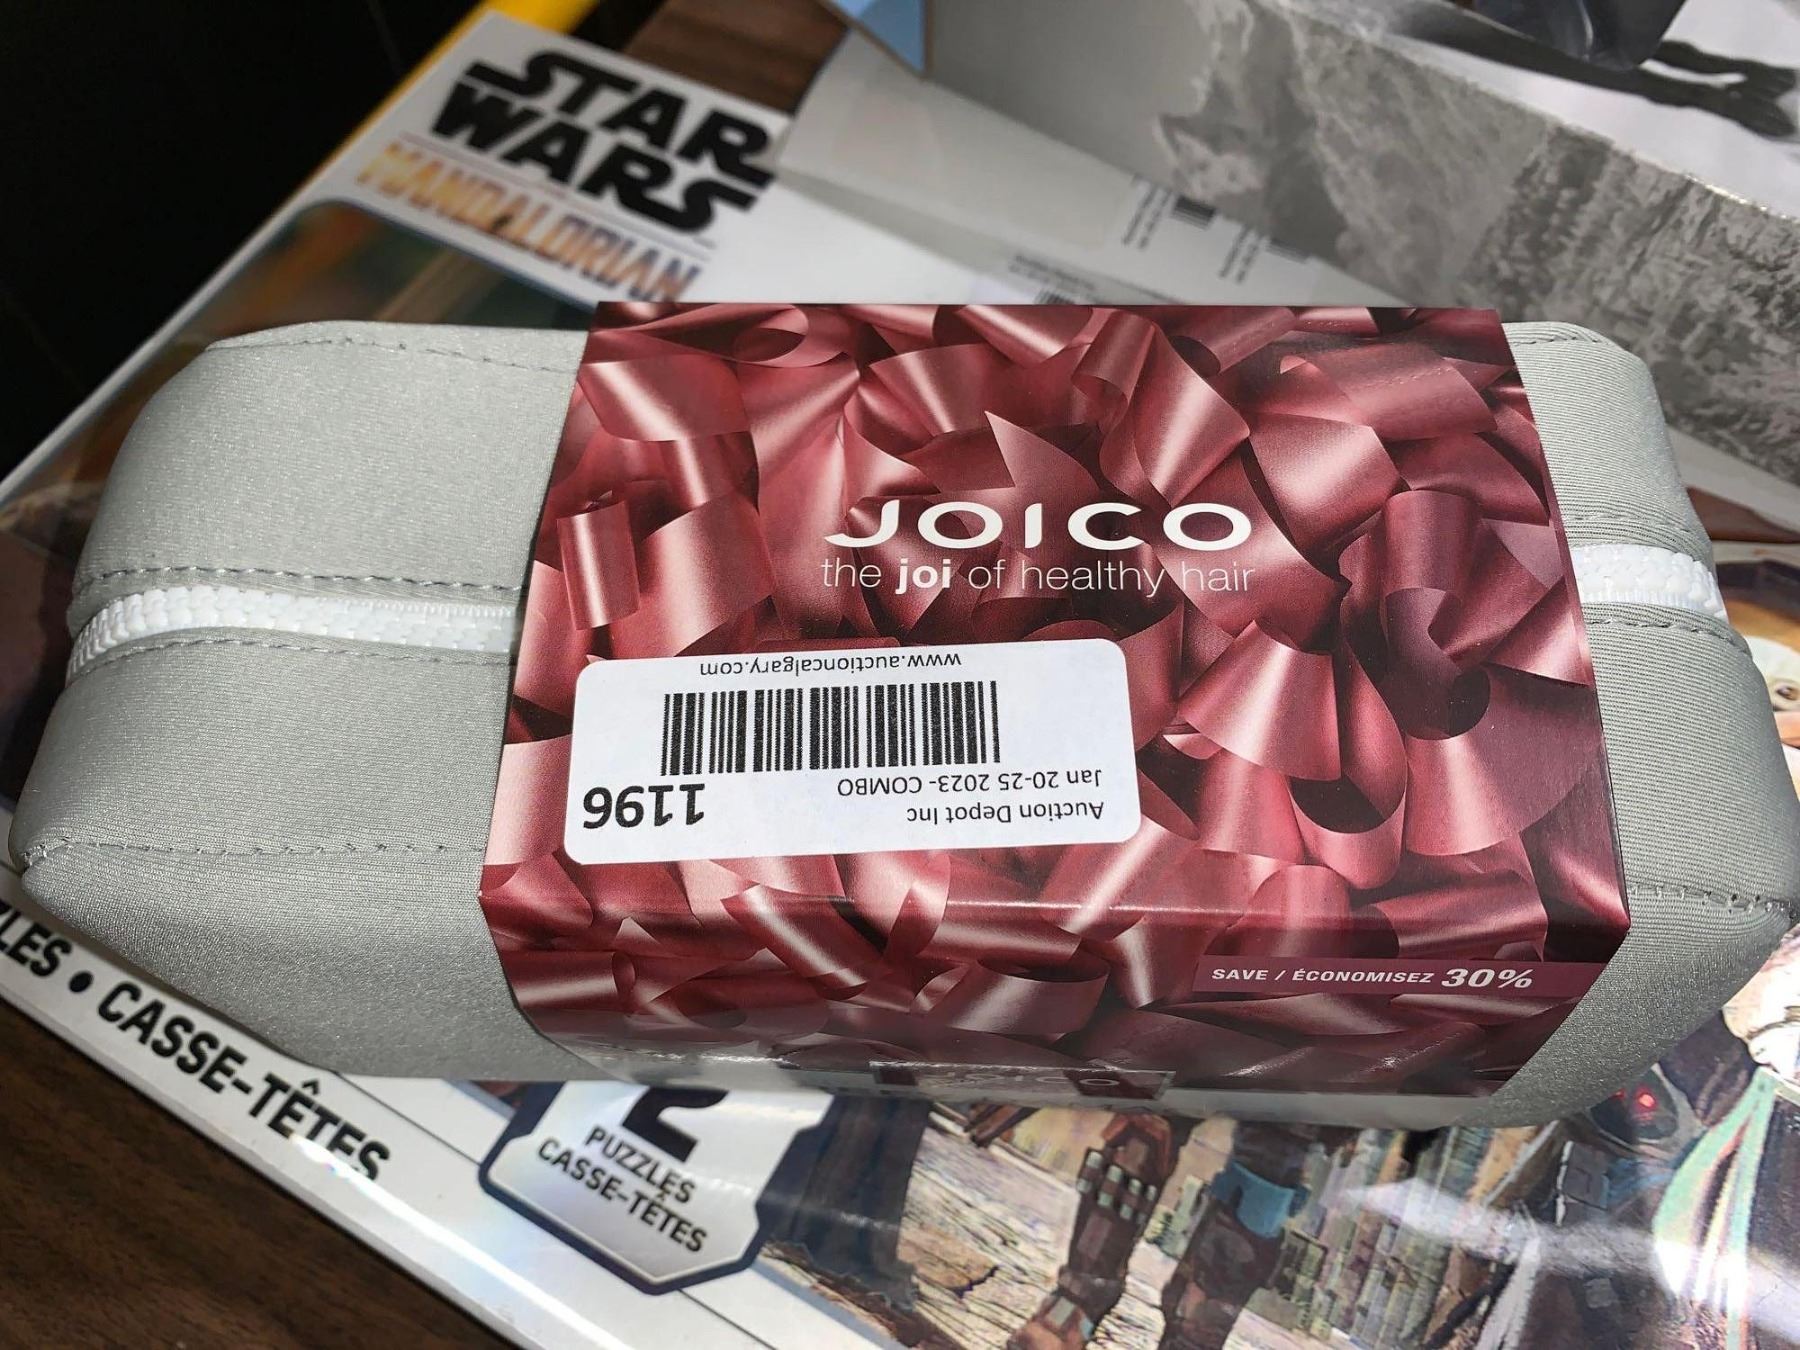 STAR
WARS
MANDALORIAN
JOICO
the joi of healthy hair
www.auctioncalgary.com
1196
Auction Depot Inc
Jan 20-25 2023- COMBO
SAVE / ÉCONOMISEZ 30%
JOICO
LES • CASSE-TÊTES
2
PUZZLES
CASSE-TÊTES